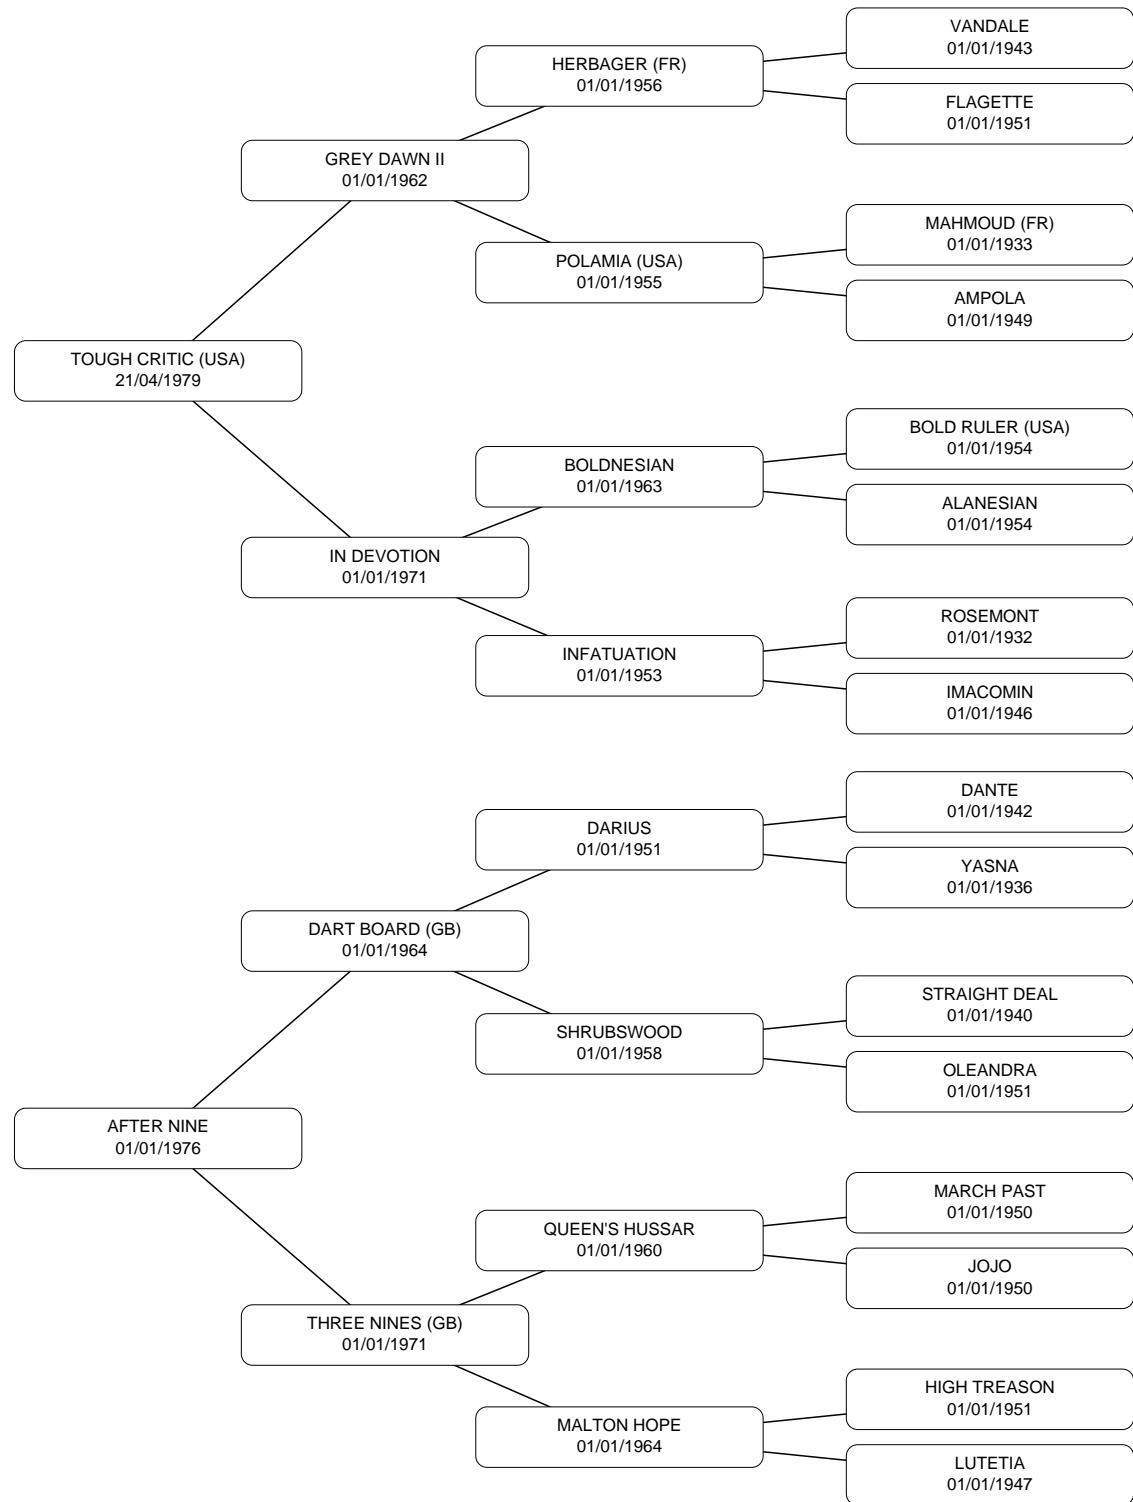 VANDALE
01/01/1943
HERBAGER (FR)
01/01/1956
FLAGETTE
01/01/1951
GREY DAWN II
01/01/1962
MAHMOUD (FR)
01/01/1933
POLAMIA (USA)
01/01/1955
AMPOLA
01/01/1949
TOUGH CRITIC (USA)
21/04/1979
BOLD RULER (USA)
01/01/1954
BOLDNESIAN
01/01/1963
ALANESIAN
01/01/1954
IN DEVOTION
01/01/1971
ROSEMONT
01/01/1932
INFATUATION
01/01/1953
IMACOMIN
01/01/1946
DANTE
01/01/1942
DARIUS
01/01/1951
YASNA
01/01/1936
DART BOARD (GB)
01/01/1964
STRAIGHT DEAL
01/01/1940
SHRUBSWOOD
01/01/1958
OLEANDRA
01/01/1951
AFTER NINE
01/01/1976
MARCH PAST
01/01/1950
QUEEN'S HUSSAR
01/01/1960
JOJO
01/01/1950
THREE NINES (GB)
01/01/1971
HIGH TREASON
01/01/1951
MALTON HOPE
01/01/1964
LUTETIA
01/01/1947